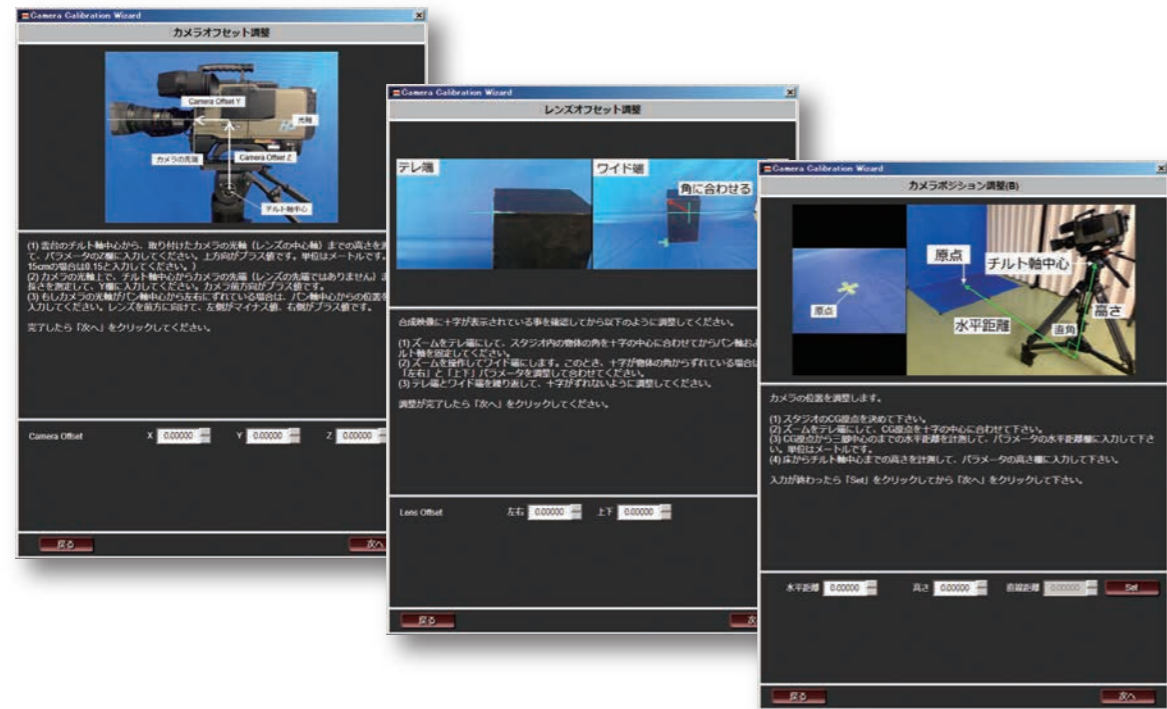 Camera Calibration Wizard
カメラオフセット調整
Camera Offset Y
光軸
カメラの先端
Camera Offset Z
チルト軸中心
(1) 雲台のチルト軸中心から、取り付けたカメラの光軸（レンズの中心軸）までの高さを
て、パラメータのZ欄に入力してください。上方向がプラス値です。単位はメートルです。
15cmの場合は0.15と入力してください。）
(2) カメラの光軸上で、チルト軸中心からカメラの先端（レンズの先端ではありません）
長さを測定して、Y欄に入力してください。カメラ前方向がプラス値です。
(3) もしカメラの光軸がパン軸中心から左右にずれている場合は、パン軸中心からの位置を
入力してください。レンズを前方に向けて、左側がマイナス値、右側がプラス値です。
完了したら「次へ」をクリックしてください。
Camera Offset X 0.00000 Y 0.00000 Z 0.00000
戻る 次へ
Camera Calibration Wizard
レンズオフセット調整
テレ端 ワイド端
角に合わせる
合成映像に十字が表示されている事を確認してから以下のように調整してください。
(1) ズームをテレ端にして、スタジオ内の物体の角を十字の中心に合わせてからパン軸お
ルト軸を固定してください。
(2) ズームを操作してワイド端にします。このとき、十字が物体の角からずれている場合
「左右」と「上下」パラメータを調整して合わせてください。
(3) テレ端とワイド端を繰り返して、十字がずれないように調整してください。
調整が完了したら「次へ」をクリックしてください。
Lens Offset 左右 0.00000 上下 0.00000
戻る 次
Camera Calibration Wizard
カメラポジション調整(B)
原点
原点
チルト軸中心
高さ
水平距離
直角
カメラの位置を調整します。
(1) スタジオのCG原点を決めて下さい。
(2) ズームをテレ端にして、CG原点を十字の中心に合わせて下さい。
(3) CG原点から三脚中心のまでの水平距離を計測して、パラメータの水平距離欄に入力して下さ
い。単位はメートルです。
(4) 床からチルト軸中心までの高さを計測して、パラメータの高さ欄に入力して下さい。
入力が終わったら「Set」をクリックしてから「次へ」をクリックして下さい。
水平距離 0.00000 高さ 0.00000 直線距離 0.00000 Set
戻る 次へ